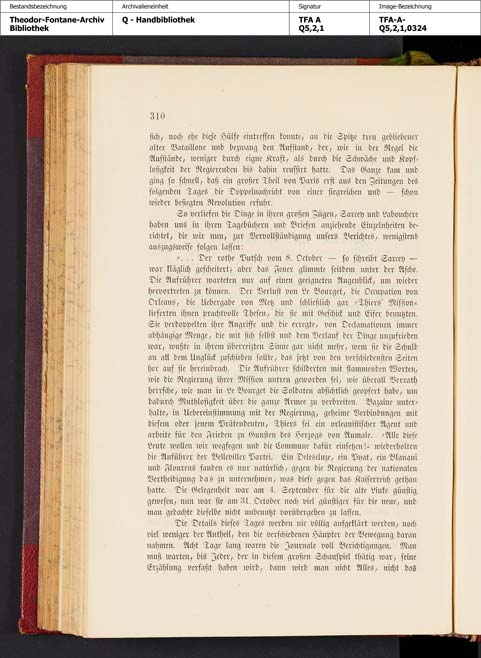 Bestandsbezeichnung
Archivalieneinheit
Signatur
Image-Bezeichnung
Theodor-Fontane-Archiv
Bibliothek
Q - Handbibliothek
TFA A
Q5,2,1
TFA-A-
Q5,2,1,0324
310
sich, noch ehe diese Hülfe eintreffen konnte, an die Spitze treu gebliebener
alter Bataillone und bezwang den Aufstand, der, wie in der Regel die
Aufstände, weniger durch eigne Kraft, als durch die Schwäche und Kopf-
losigkeit der Regierenden bis dahin reussirt hatte. Das Ganze kam und
ging so schnell, daß ein großer Theil von Paris erst aus den Zeitungen des
folgenden Tages die Doppelnachricht von einer siegreichen und — schon
wieder besiegten Revolution erfuhr.
So verliefen die Dinge in ihren großen Zügen, Sarcey und Labouchère
haben uns in ihren Tagebüchern und Briefen anziehende Einzelnheiten be-
richtet, die wir nun, zur Vervollständigung unsers Berichtes, wenigstens
auszugsweise folgen lassen:
»... Der rothe Putsch vom 8. October — so schreibt Sarcey —
war kläglich gescheitert; aber das Feuer glimmte seitdem unter der Asche.
Die Aufrührer warteten nur auf einen geeigneten Augenblick, um wieder
hervortreten zu können. Der Verlust von Le Bourget, die Occupation von
Orleans, die Uebergabe von Metz und schließlich gar »Thiers' Mission«
lieferten ihnen prachtvolle Thesen, die sie mit Geschick und Eifer benutzten.
Sie verdoppelten ihre Angriffe und die erregte, von Declamationen immer
abhängige Menge, die mit sich selbst und dem Verlauf der Dinge unzufrieden
war, wußte in ihrem überreizten Sinne gar nicht mehr, wem sie die Schuld
an all dem Unglück zuschieben sollte, das jetzt von den verschiedensten Seiten
her auf sie hereinbrach. Die Aufrührer schilderten mit flammenden Worten,
wie die Regierung ihrer Mission untreu geworden sei, wie überall Verrath
herrsche, wie man in Le Bourget die Soldaten absichtlich geopfert habe, um
dadurch Muthlosigkeit über die ganze Armee zu verbreiten. Bazaine unter-
halte, in Uebereinstimmung mit der Regierung, geheime Verbindungen mit
diesem oder jenem Prätendenten, Thiers sei ein orleanistischer Agent und
arbeite für den Frieden zu Gunsten des Herzogs von Aumale. »Alle diese
Leute wollen wir wegfegen und die Commune dafür einsetzen!« wiederholten
die Anführer der Belleviller Partei. Ein Delescluze, ein Pyat, ein Blanqui
und Flourens fanden es nur natürlich, gegen die Regierung der nationalen
Vertheidigung das zu unternehmen, was diese gegen das Kaiserreich gethan
hatte. Die Gelegenheit war am 4. September für die alte Linke günstig
gewesen, nun war sie am 31. October noch viel günstiger für die neue, und
man gedachte dieselbe nicht unbenutzt vorübergehen zu lassen.
Die Details dieses Tages werden nie völlig aufgeklärt werden, noch
viel weniger der Antheil, den die verschiedenen Häupter der Bewegung daran
nahmen. Acht Tage lang waren die Journale voll Berichtigungen. Man
muß warten, bis Jeder, der in diesem großen Schauspiel thätig war, seine
Erzählung verfaßt haben wird, dann wird man nicht Alles, nicht das